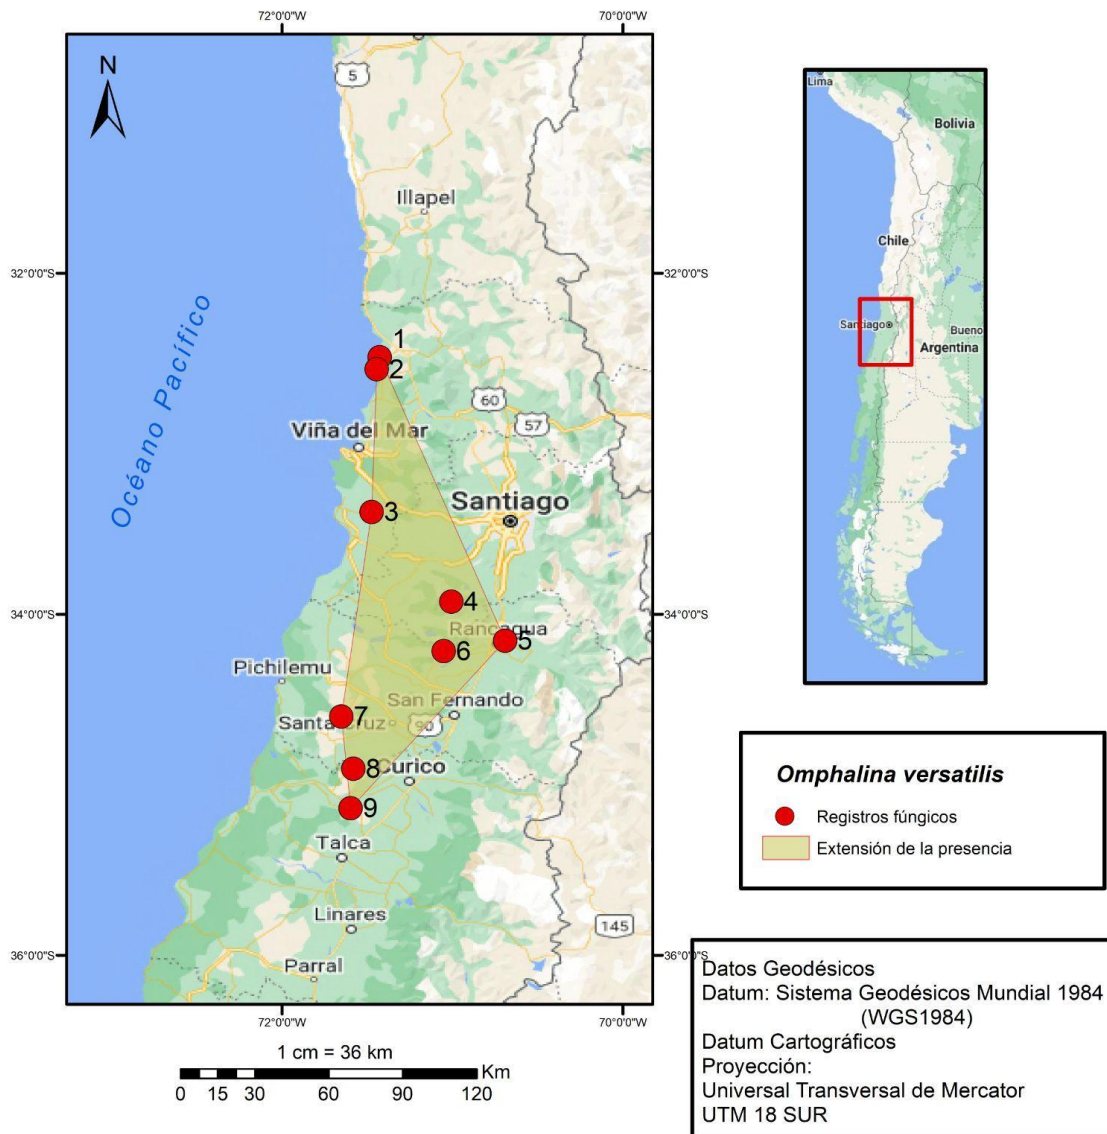 72°0'0"W
70°0'0"W
N
5
Illapel
32°0'0"S
32°0'0"S
Océano Pacífico
1
2
60
57
Viña del Mar
Santiago
3
4
34°0'0"S
34°0'0"S
Rancagua
5
6
Pichilemu
San Fernando
7
Santa Cruz
90
8
Curico
9
Talca
Linares
145
Parral
36°0'0"S
36°0'0"S
72°0'0"W
70°0'0"W
1 cm = 36 km
Km
0 15 30 60 90 120
Lima
Bolivia
Chile
Santiago
Bueno
Argentina
Omphalina versatilis
Registros fúngicos
Extensión de la presencia
Datos Geodésicos
Datum: Sistema Geodésicos Mundial 1984
(WGS1984)
Datum Cartográficos
Proyección:
Universal Transversal de Mercator
UTM 18 SUR